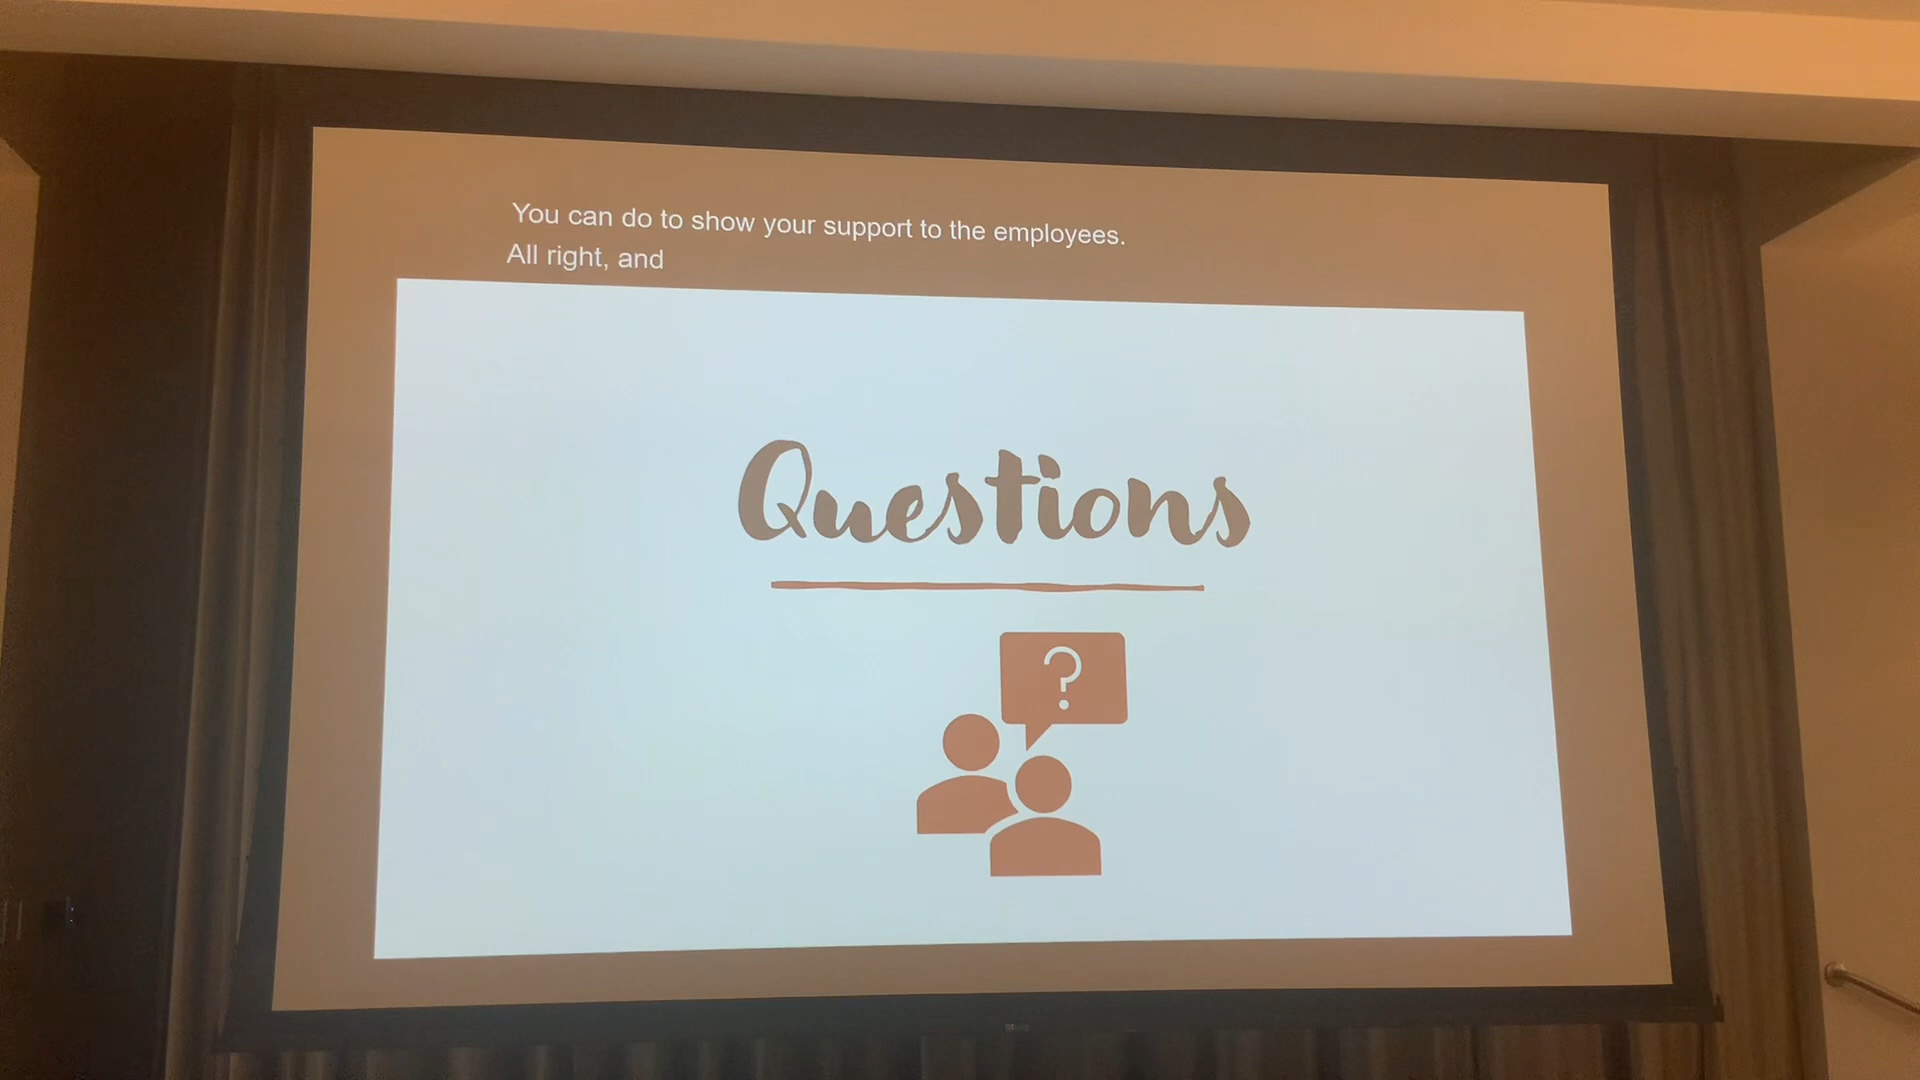 You can do to show your support to the employees.
All right, and
Questions
?